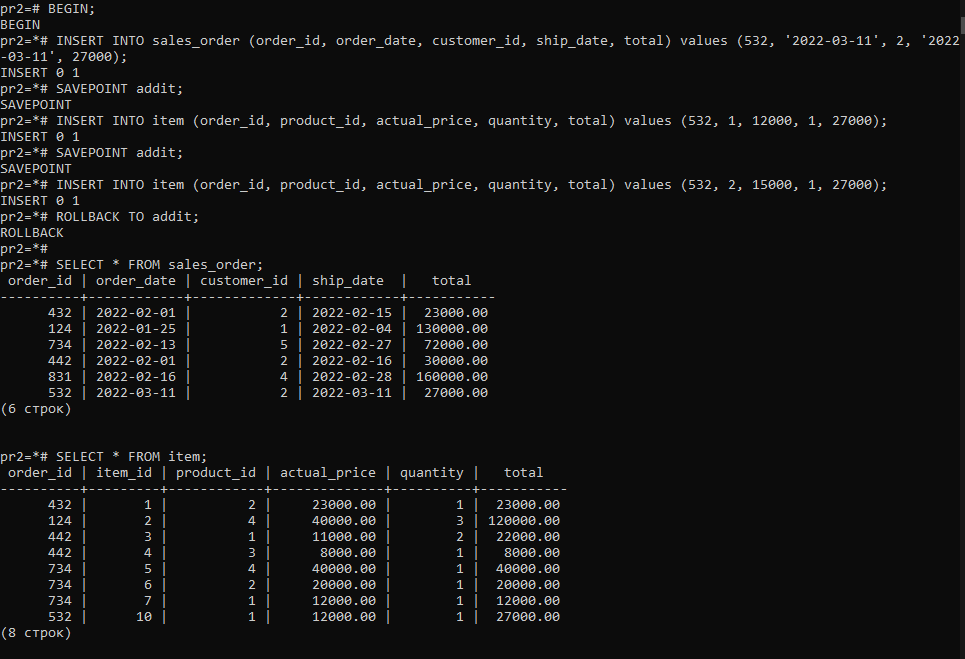 pr2=# BEGIN;
BEGIN
pr2=*# INSERT INTO sales_order (order_id, order_date, customer_id, ship_date, total) values (532, '2022-03-11', 2, '2022
-03-11', 27000);
INSERT 0 1
pr2=*# SAVEPOINT addit;
SAVEPOINT
pr2=*# INSERT INTO item (order_id, product_id, actual_price, quantity, total) values (532, 1, 12000, 1, 27000);
INSERT 0 1
pr2=*# SAVEPOINT addit;
SAVEPOINT
pr2=*# INSERT INTO item (order_id, product_id, actual_price, quantity, total) values (532, 2, 15000, 1, 27000);
INSERT 0 1
pr2=*# ROLLBACK TO addit;
ROLLBACK
pr2=*#
pr2=*# SELECT * FROM sales_order;
 order_id | order_date | customer_id | ship_date  |   total
----------+------------+-------------+------------+-----------
      432 | 2022-02-01 |           2 | 2022-02-15 |  23000.00
      124 | 2022-01-25 |           1 | 2022-02-04 | 130000.00
      734 | 2022-02-13 |           5 | 2022-02-27 |  72000.00
      442 | 2022-02-01 |           2 | 2022-02-16 |  30000.00
      831 | 2022-02-16 |           4 | 2022-02-28 | 160000.00
      532 | 2022-03-11 |           2 | 2022-03-11 |  27000.00
(6 строк)
pr2=*# SELECT * FROM item;
 order_id | item_id | product_id | actual_price | quantity |   total
----------+---------+------------+--------------+----------+-----------
      432 |       1 |          2 |     23000.00 |        1 |  23000.00
      124 |       2 |          4 |     40000.00 |        3 | 120000.00
      442 |       3 |          1 |     11000.00 |        2 |  22000.00
      442 |       4 |          3 |      8000.00 |        1 |   8000.00
      734 |       5 |          4 |     40000.00 |        1 |  40000.00
      734 |       6 |          2 |     20000.00 |        1 |  20000.00
      734 |       7 |          1 |     12000.00 |        1 |  12000.00
      532 |      10 |          1 |     12000.00 |        1 |  27000.00
(8 строк)